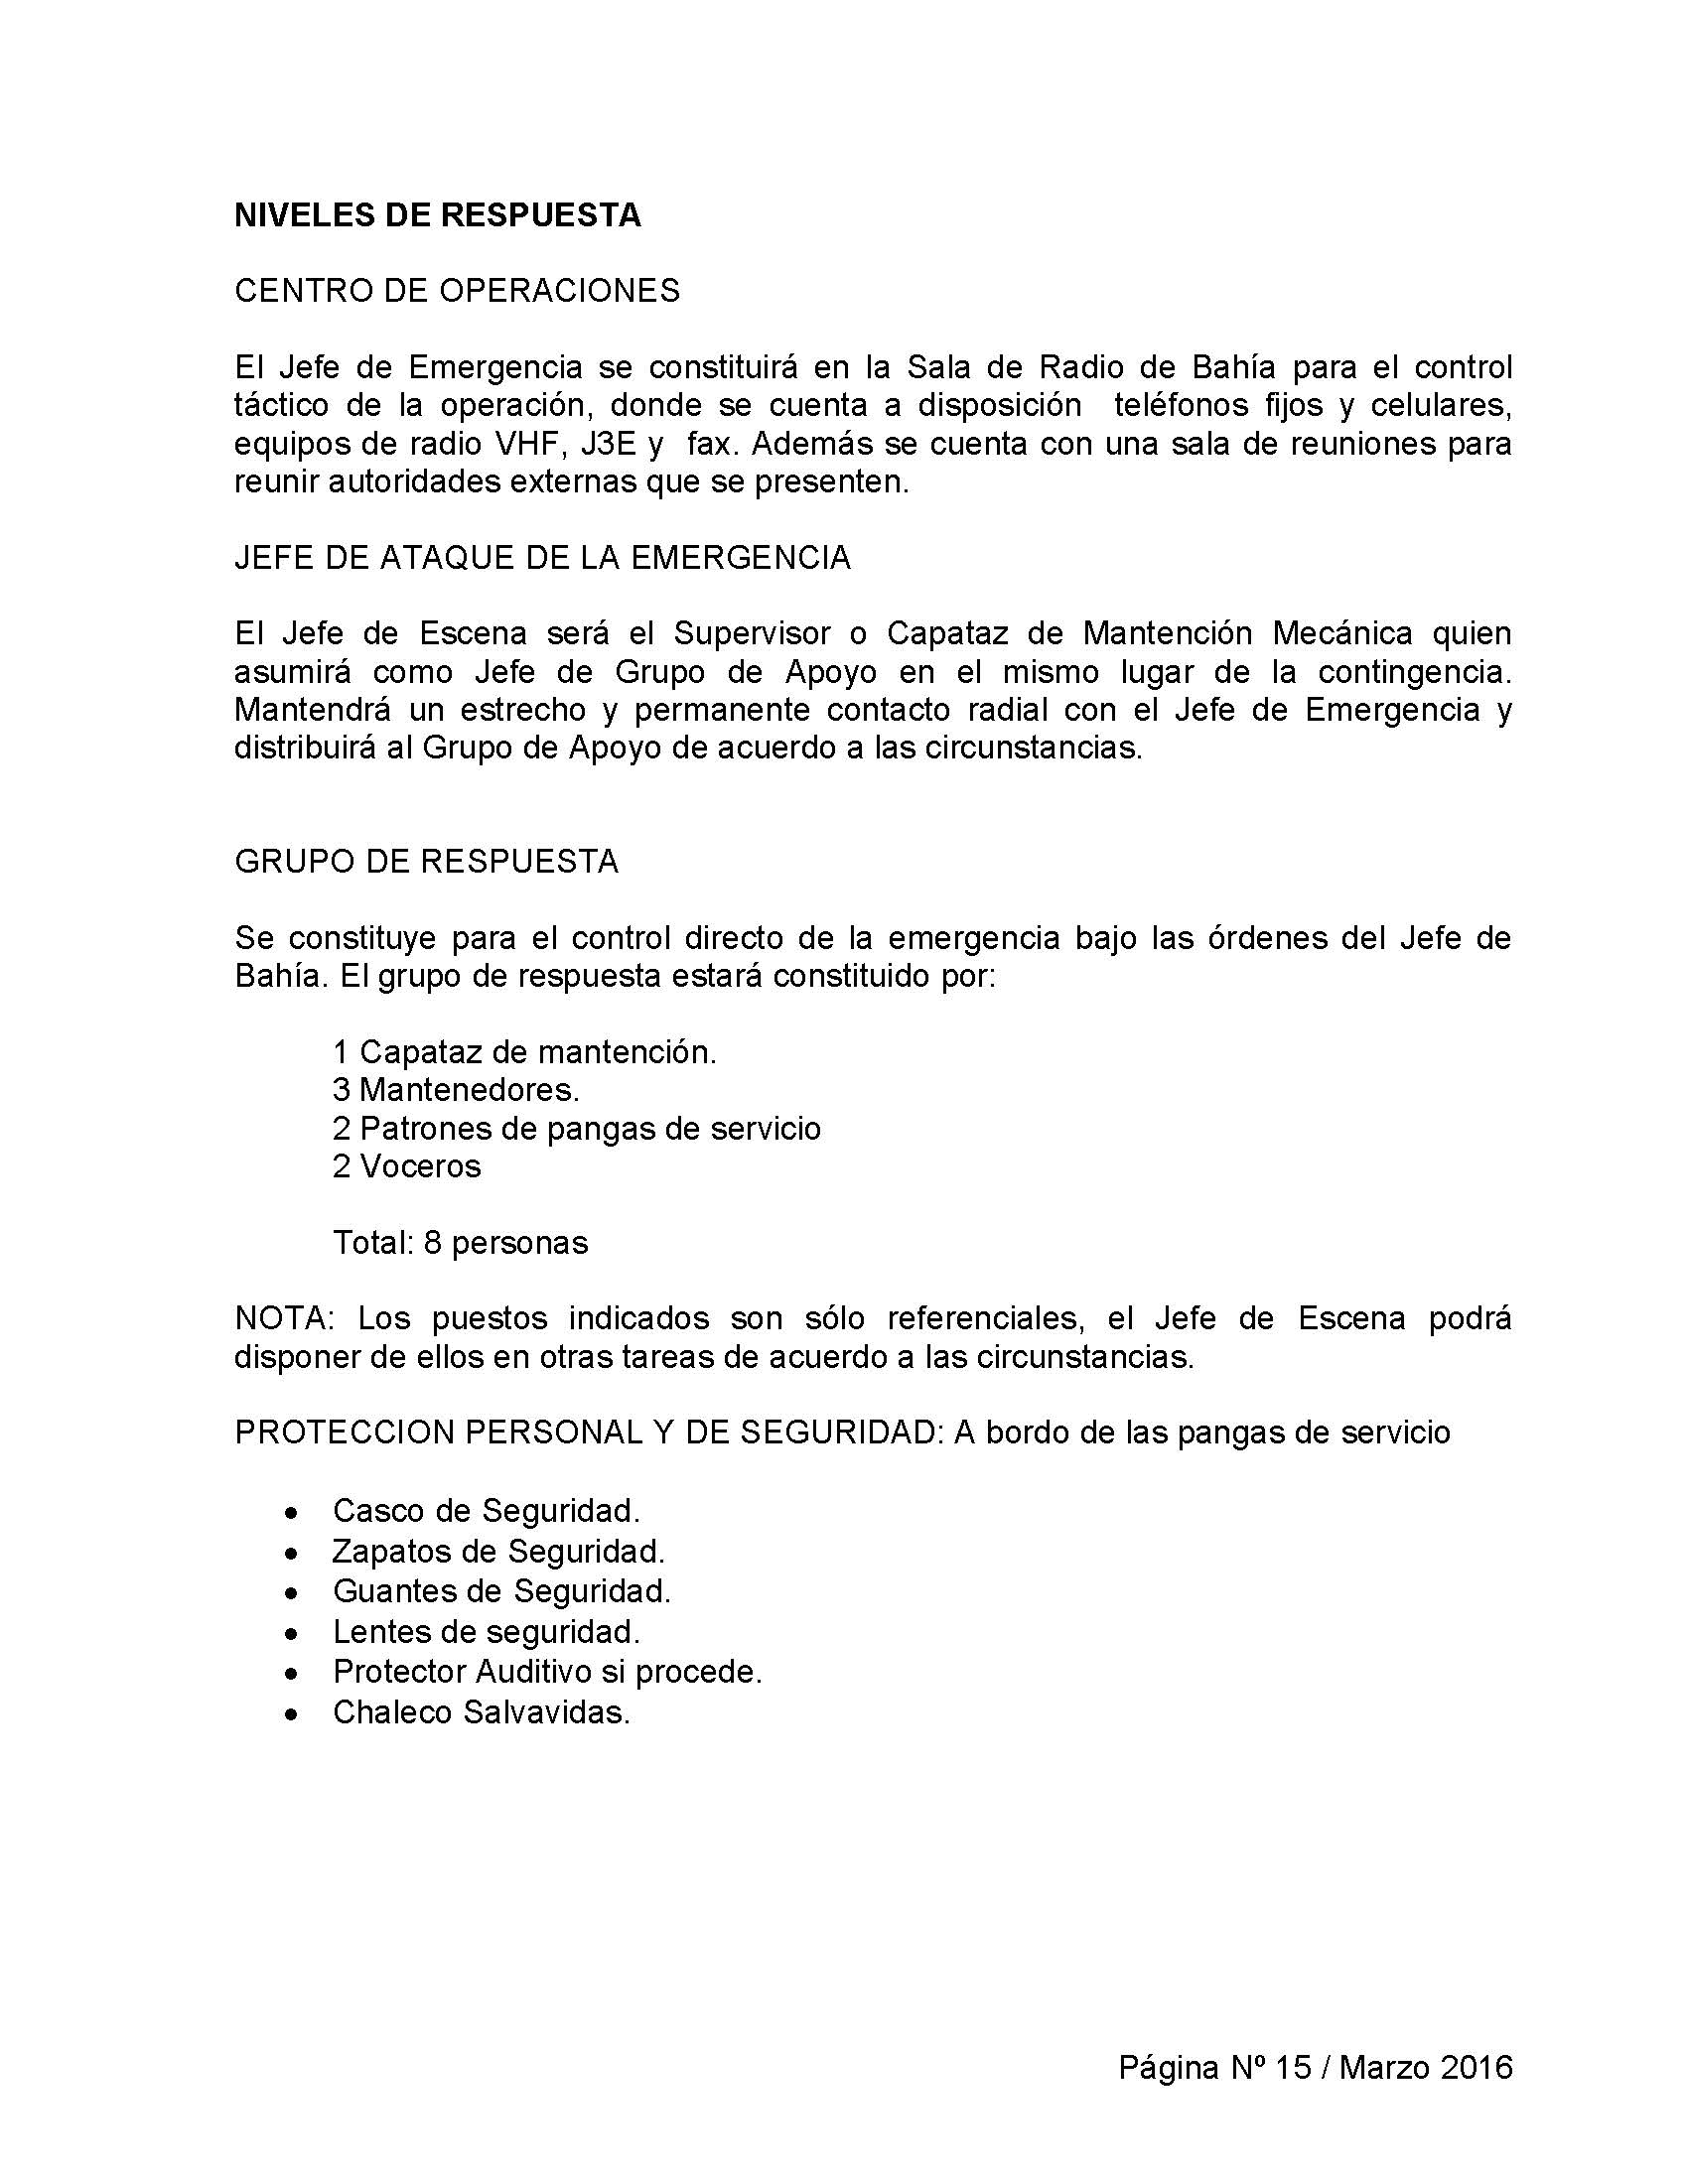 NIVELES DE RESPUESTA
CENTRO DE OPERACIONES
El Jefe de Emergencia se constituirá en la Sala de Radio de Bahía para el control
táctico de la operación, donde se cuenta a disposición  teléfonos fijos y celulares,
equipos de radio VHF, J3E y  fax. Además se cuenta con una sala de reuniones para
reunir autoridades externas que se presenten.
JEFE DE ATAQUE DE LA EMERGENCIA
El Jefe de Escena será el Supervisor o Capataz de Mantención Mecánica quien
asumirá como Jefe de Grupo de Apoyo en el mismo lugar de la contingencia.
Mantendrá un estrecho y permanente contacto radial con el Jefe de Emergencia y
distribuirá al Grupo de Apoyo de acuerdo a las circunstancias.
GRUPO DE RESPUESTA
Se constituye para el control directo de la emergencia bajo las órdenes del Jefe de
Bahía. El grupo de respuesta estará constituido por:
1 Capataz de mantención.
3 Mantenedores.
2 Patrones de pangas de servicio
2 Voceros
Total: 8 personas
NOTA: Los puestos indicados son sólo referenciales, el Jefe de Escena podrá
disponer de ellos en otras tareas de acuerdo a las circunstancias.
PROTECCION PERSONAL Y DE SEGURIDAD: A bordo de las pangas de servicio
• Casco de Seguridad.
• Zapatos de Seguridad.
• Guantes de Seguridad.
• Lentes de seguridad.
• Protector Auditivo si procede.
• Chaleco Salvavidas.
Página Nº 15 / Marzo 2016